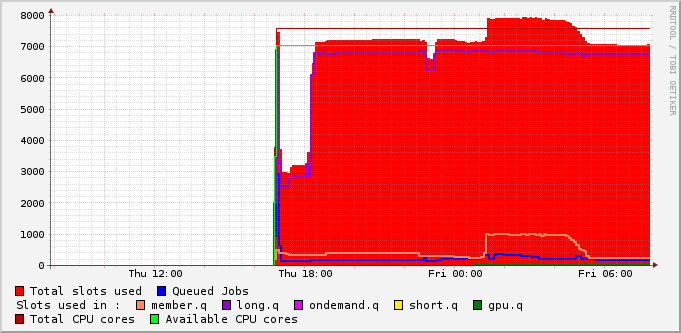 8000
7000
6000
5000
4000
3000
2000
1000
0
Thu 12:00 Thu 18:00 Fri 00:00 Fri 06:00
RRDTOOL / TOBI OETIKER
Total slots used Queued Jobs
Slots used in : member.q long.q ondemand.q short.q gpu.q
Total CPU cores Available CPU cores